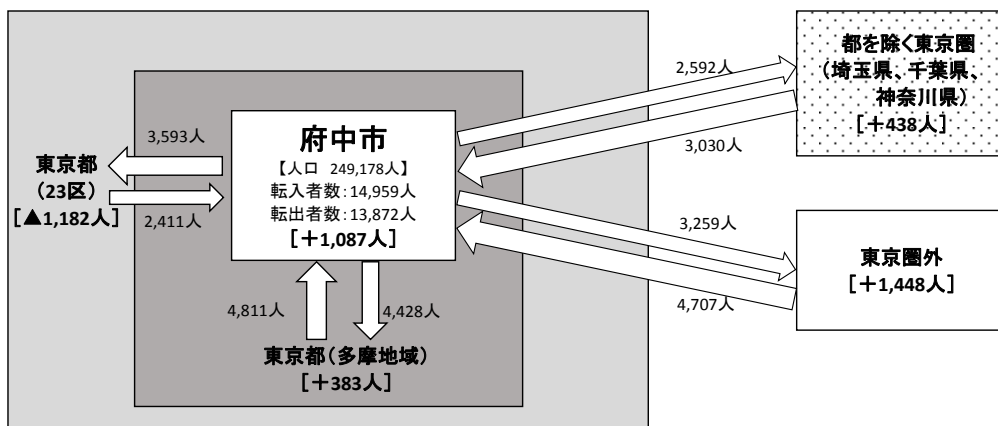 府中市
【人口 249,178人】
転入者数：14,959人
転出者数：13,872人
［＋1,087人］
3,593人
東京都
（23区）
［▲1,182人］
2,411人
4,811人
4,428人
東京都（多摩地域）
［＋383人］
2,592人
都を除く東京圏
（埼玉県、千葉県、
神奈川県）
［＋438人］
3,030人
3,259人
東京圏外
［＋1,448人］
4,707人